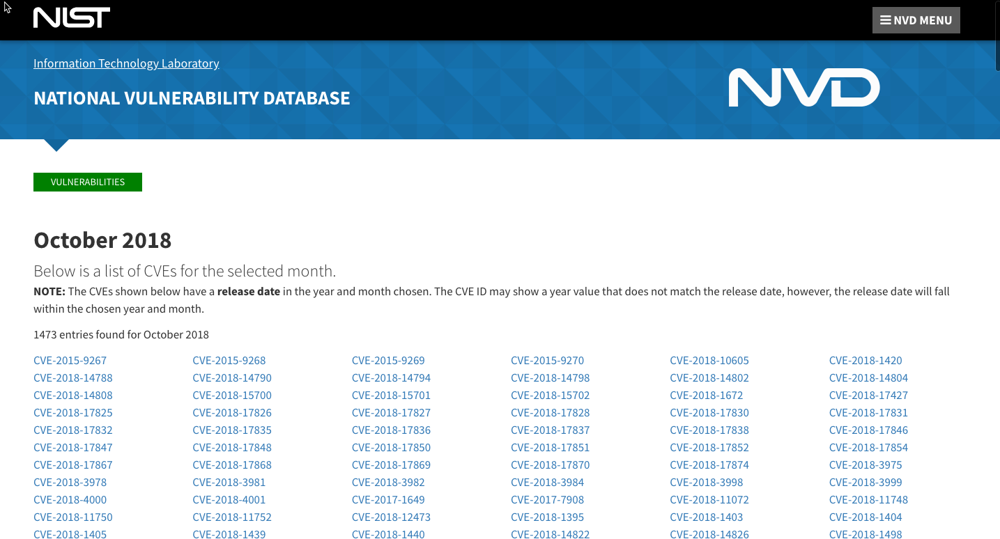 NIST
NVD MENU
Information Technology Laboratory
NATIONAL VULNERABILITY DATABASE
NVD
VULNERABILITIES
October 2018
Below is a list of CVEs for the selected month.
NOTE: The CVEs shown below have a release date in the year and month chosen. The CVE ID may show a year value that does not match the release date, however, the release date will fall
within the chosen year and month.
1473 entries found for October 2018
CVE-2015-9267 CVE-2015-9268 CVE-2015-9269 CVE-2015-9270 CVE-2018-10605 CVE-2018-1420
CVE-2018-14788 CVE-2018-14790 CVE-2018-14794 CVE-2018-14798 CVE-2018-14802 CVE-2018-14804
CVE-2018-14808 CVE-2018-15700 CVE-2018-15701 CVE-2018-15702 CVE-2018-1672 CVE-2018-17427
CVE-2018-17825 CVE-2018-17826 CVE-2018-17827 CVE-2018-17828 CVE-2018-17830 CVE-2018-17831
CVE-2018-17832 CVE-2018-17835 CVE-2018-17836 CVE-2018-17837 CVE-2018-17838 CVE-2018-17846
CVE-2018-17847 CVE-2018-17848 CVE-2018-17850 CVE-2018-17851 CVE-2018-17852 CVE-2018-17854
CVE-2018-17867 CVE-2018-17868 CVE-2018-17869 CVE-2018-17870 CVE-2018-17874 CVE-2018-3975
CVE-2018-3978 CVE-2018-3981 CVE-2018-3982 CVE-2018-3984 CVE-2018-3998 CVE-2018-3999
CVE-2018-4000 CVE-2018-4001 CVE-2017-1649 CVE-2017-7908 CVE-2018-11072 CVE-2018-11748
CVE-2018-11750 CVE-2018-11752 CVE-2018-12473 CVE-2018-1395 CVE-2018-1403 CVE-2018-1404
CVE-2018-1405 CVE-2018-1439 CVE-2018-1440 CVE-2018-14822 CVE-2018-14826 CVE-2018-1498